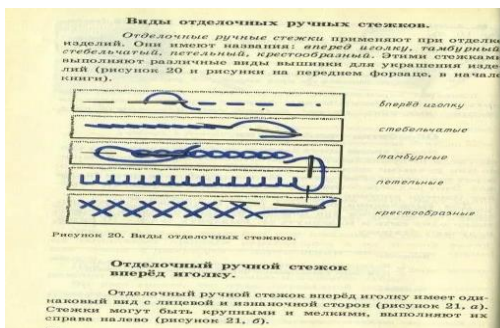 Виды отделочных ручных стежков.
Отделочные ручные стежки применяют при отделке
изделий. Они имеют названия: вперед иголку, тамбурный
стебельчатый, петельный, крестообразный. Этими стежками
выполняют различные виды вышивки для украшения изде-
лий (рисунок 20 и рисунки на переднем форзаце, в начале
книги).
вперёд иголку
стебельчатые
тамбурные
петельные
крестообразные
Рисунок 20. Виды отделочных стежков.
Отделочный ручной стежок
вперёд иголку.
Отделочный ручной стежок вперёд иголку имеет оди-
наковый вид с лицевой и изнаночной сторон (рисунок 21, а).
Стежки могут быть крупными и мелкими, выполняют их
справа налево (рисунок 21, б).